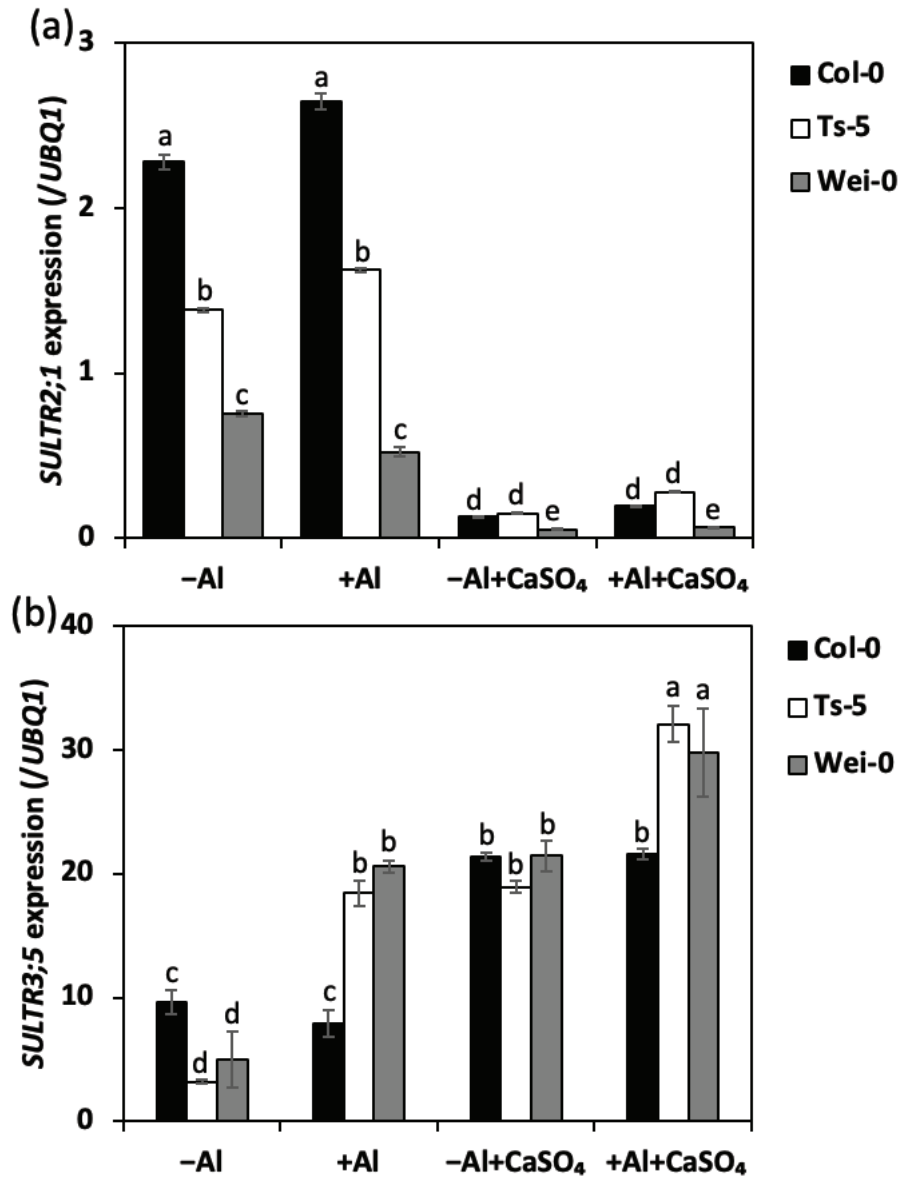 (a)
3
2
1
0
SULTR2;1 expression (/UBQ1)
a
b
c
a
b
c
d
d
e
d
d
e
−Al
+Al
−Al+CaSO₄
+Al+CaSO₄
Col-0
Ts-5
Wei-0
(b)
40
30
20
10
0
SULTR3;5 expression (/UBQ1)
c
d
d
c
b
b
b
b
b
b
a
a
−Al
+Al
−Al+CaSO₄
+Al+CaSO₄
Col-0
Ts-5
Wei-0